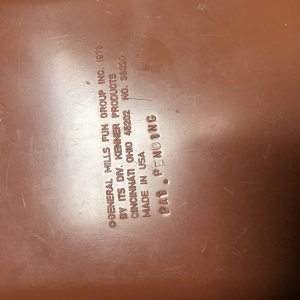 ©GENERAL MILLS FUN GROUP INC. 1978
BY ITS DIV. KENNER PRODUCTS
CINCINNATI OHIO 45202 NO.
MADE IN USA
PAT. PENDING